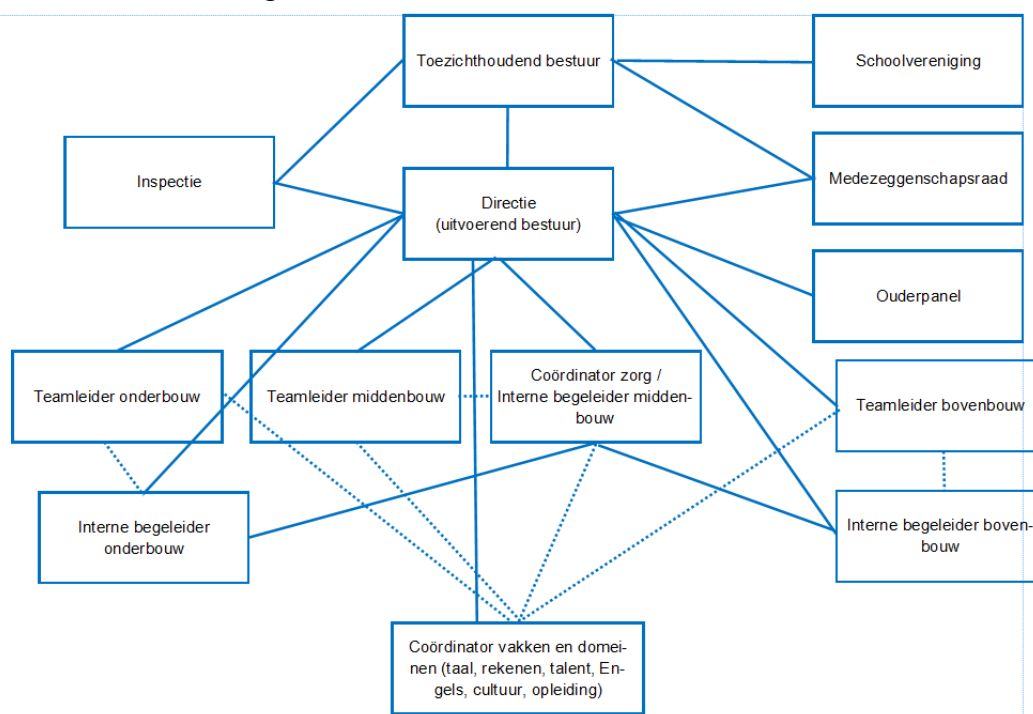 Toezichthoudend bestuur
Schoolvereniging
Inspectie
Medezeggenschapsraad
Directie
(uitvoerend bestuur)
Ouderpanel
Teamleider onderbouw
Teamleider middenbouw
Coördinator zorg /
Interne begeleider midden-
bouw
Teamleider bovenbouw
Interne begeleider
onderbouw
Interne begeleider boven-
bouw
Coördinator vakken en domei-
nen (taal, rekenen, talent, En-
gels, cultuur, opleiding)